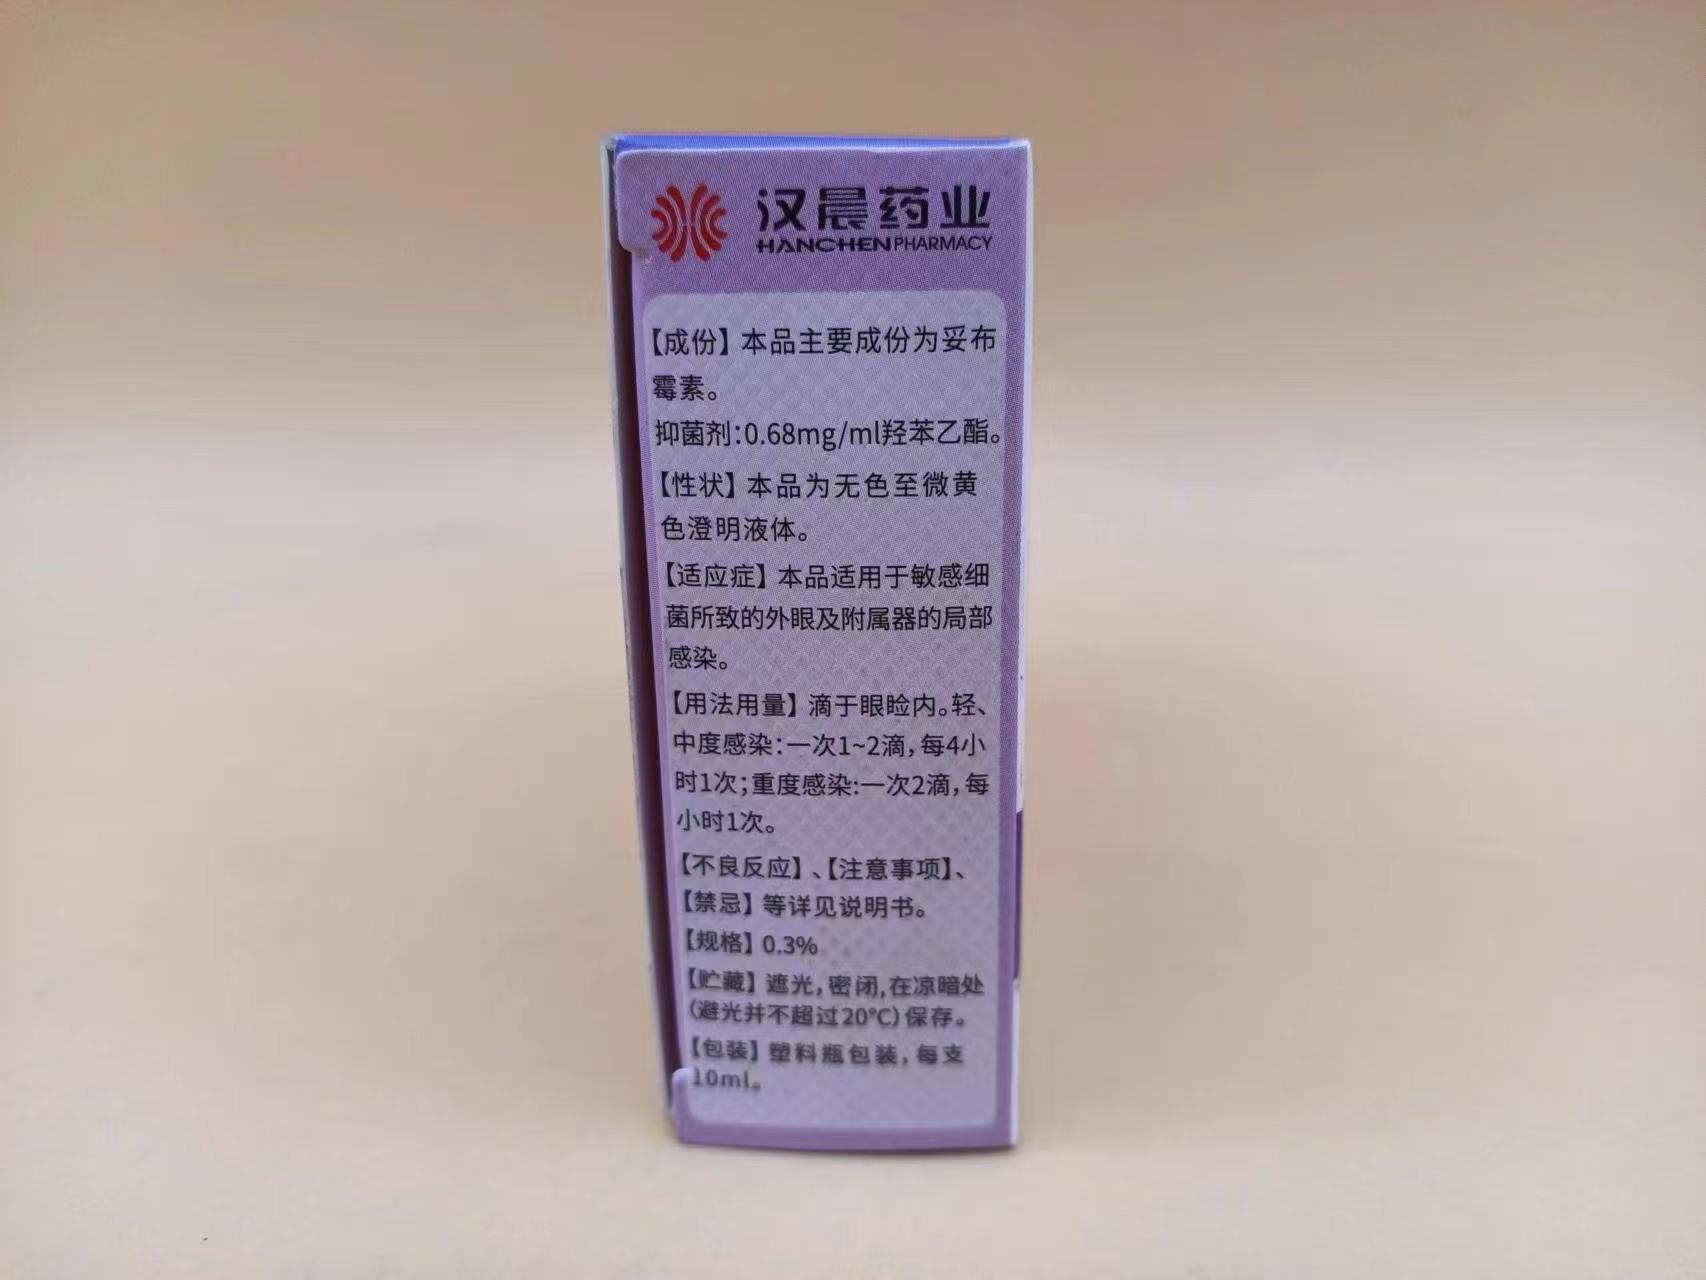 汉晨药业
HANCHEN PHARMACY
【成份】本品主要成份为妥布
霉素。
抑菌剂:0.68mg/ml羟苯乙酯。
【性状】本品为无色至微黄
色澄明液体。
【适应症】本品适用于敏感细
菌所致的外眼及附属器的局部
感染。
【用法用量】滴于眼睑内。轻、
中度感染:一次1~2滴,每4小
时1次;重度感染:一次2滴,每
小时1次。
【不良反应】、【注意事项】、
【禁忌】等详见说明书。
【规格】0.3%
【贮藏】遮光,密闭,在凉暗处
(避光并不超过20℃)保存。
【包装】塑料瓶包装,每支
10ml。